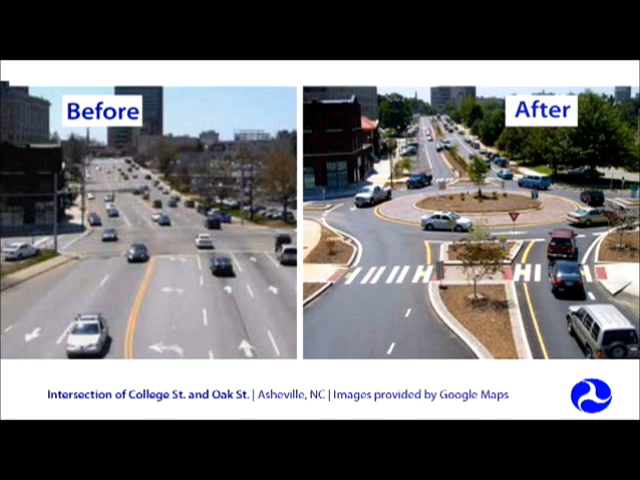 Before
After
Intersection of College St. and Oak St. | Asheville, NC | Images provided by Google Maps